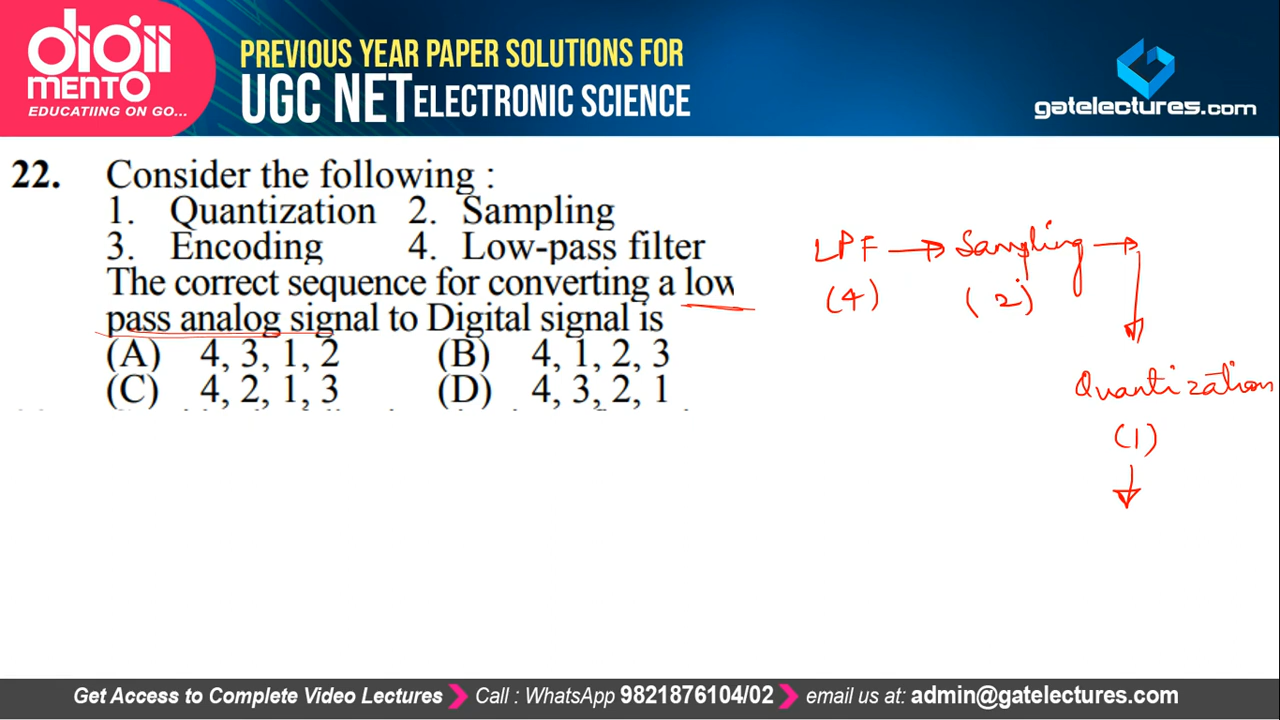 diGii
MENTO
EDUCATIING ON GO...
PREVIOUS YEAR PAPER SOLUTIONS FOR
UGC NET ELECTRONIC SCIENCE
gatelectures.com
22. Consider the following :
1. Quantization 2. Sampling
3. Encoding 4. Low-pass filter
The correct sequence for converting a low
pass analog signal to Digital signal is
(A) 4, 3, 1, 2 (B) 4, 1, 2, 3
(C) 4, 2, 1, 3 (D) 4, 3, 2, 1
LPF → Sampling →
(4) (2)
Quantization
(1)
Get Access to Complete Video Lectures Call : WhatsApp 9821876104/02 email us at: admin@gatelectures.com